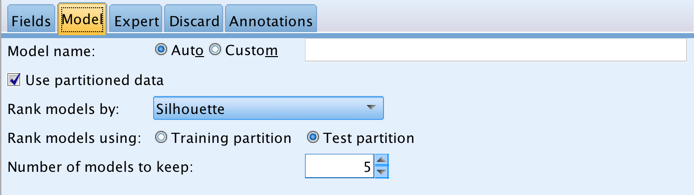 Fields Model Expert Discard Annotations
Model name: Auto Custom
Use partitioned data
Rank models by: Silhouette
Rank models using: Training partition Test partition
Number of models to keep: 5